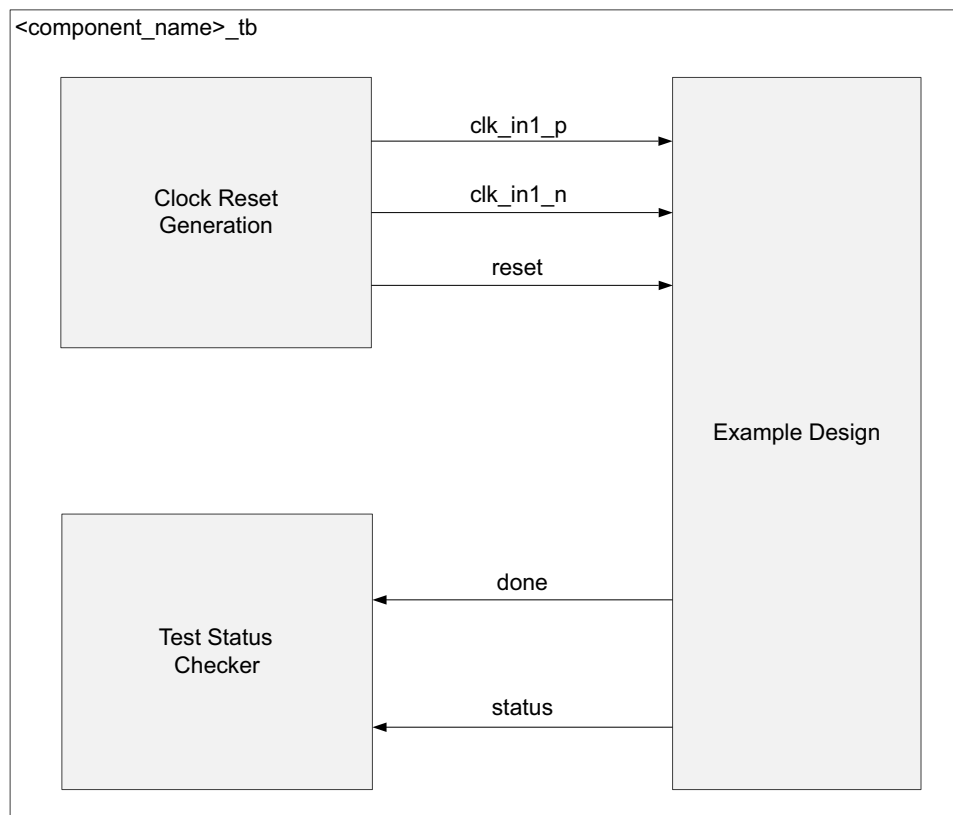 <component_name>_tb
clk_in1_p
Clock Reset
Generation
clk_in1_n
reset
Example Design
done
Test Status
Checker
status